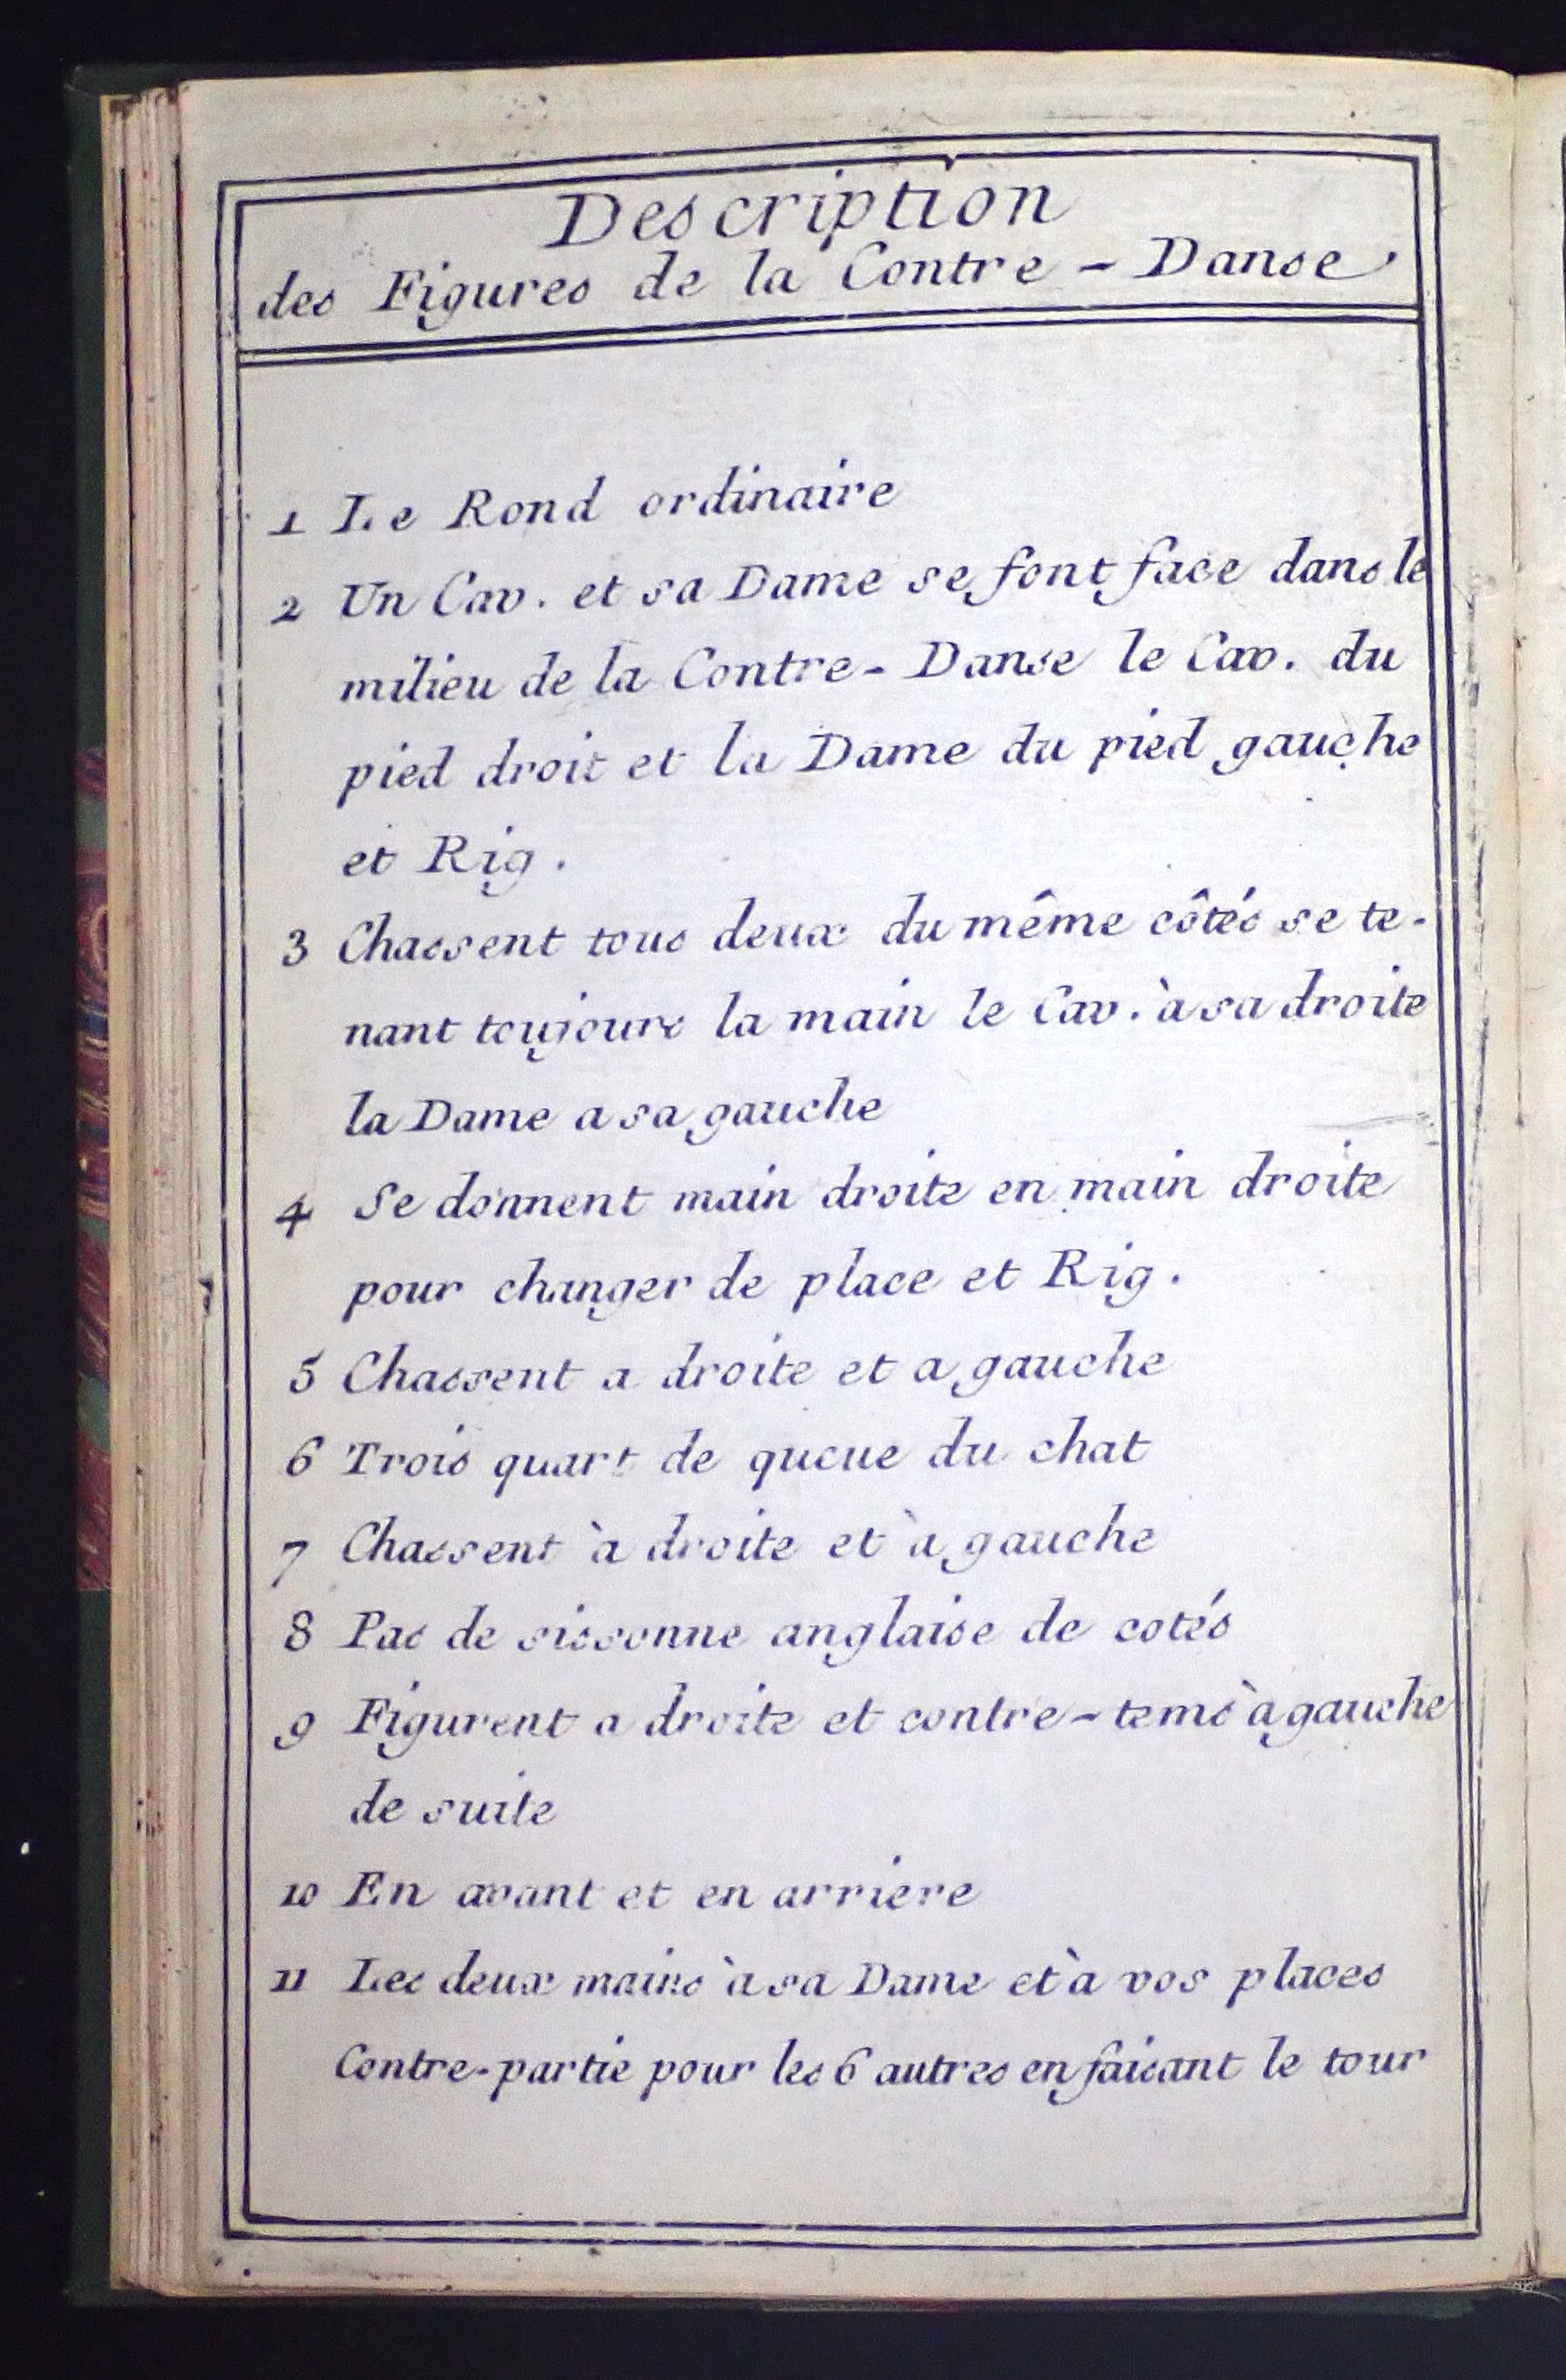 Description
des Figures de la Contre - Danse
1 Le Rond ordinaire
2 Un Cav. et sa Dame se font face dans le
milieu de la Contre - Danse le Cav. du
pied droit et la Dame du pied gauche
et Rig.
3 Chassent tous deux du même côtés se te-
nant toujours la main le Cav. à sa droite
la Dame a sa gauche
4 Se donnent main droite en main droite
pour changer de place et Rig.
5 Chassent a droite et a gauche
6 Trois quart de queue du chat
7 Chassent à droite et à gauche
8 Pas de sissonne anglaise de cotés
9 Figurent a droite et contre - tems à gauche
de suite
10 En avant et en arriere
11 Les deux mains à sa Dame et à vos places
Contre-partie pour les 6 autres en faisant le tour